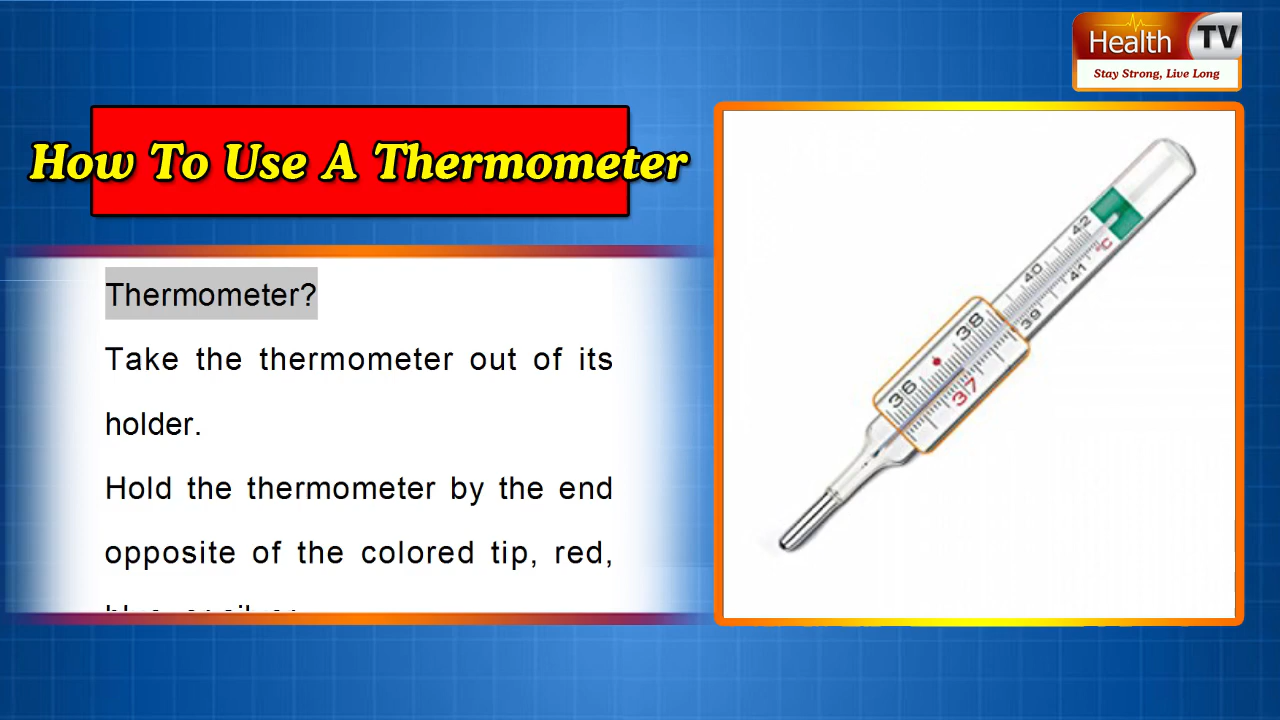 Health TV
Stay Strong, Live Long
How To Use A Thermometer
Thermometer?
Take the thermometer out of its
holder.
Hold the thermometer by the end
opposite of the colored tip, red,
42
°C
41
40
39
38
37
36